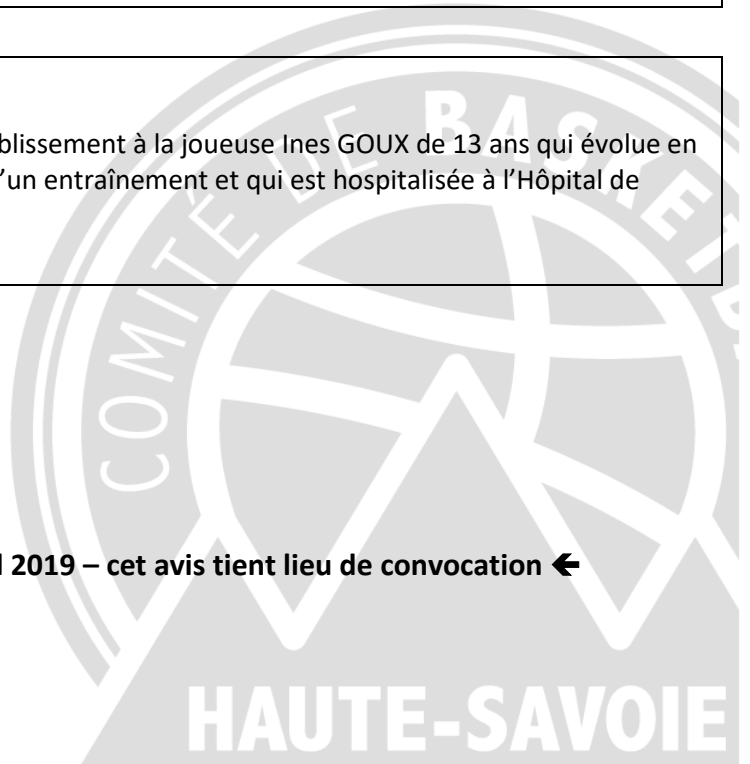 blissement à la joueuse Ines GOUX de 13 ans qui évolue en
’un entraînement et qui est hospitalisée à l’Hôpital de
COMITÉ DE BASKETB
2019 – cet avis tient lieu de convocation 🡸
HAUTE-SAVOIE